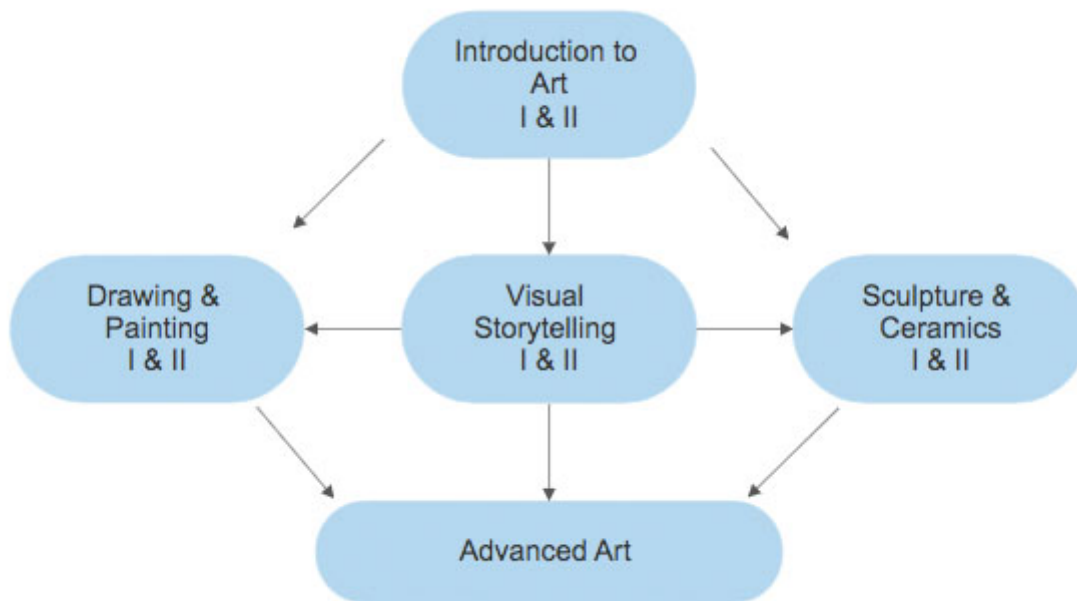 Introduction to
Art
I & II
Drawing &
Painting
I & II
Visual
Storytelling
I & II
Sculpture &
Ceramics
I & II
Advanced Art